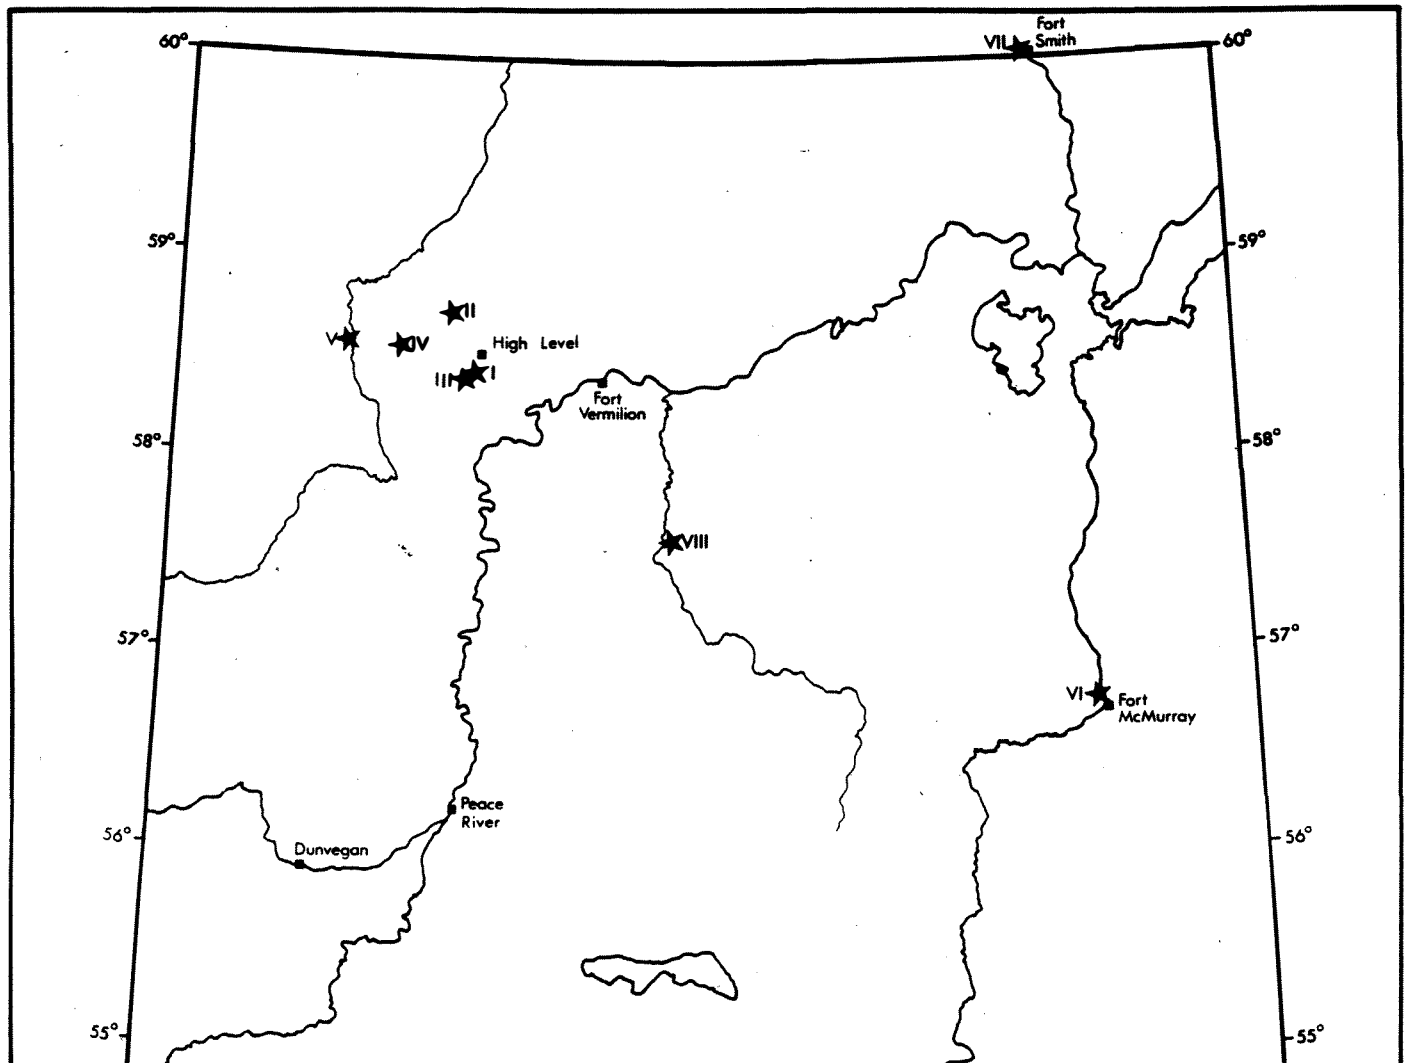 Fort
60°
VII
Smith
60°
59°
59°
II
V
IV
High Level
III
I
Fort
Vermilion
58°
58°
VIII
57°
57°
VI
Fort
McMurray
Peace
River
56°
56°
Dunvegan
55°
55°